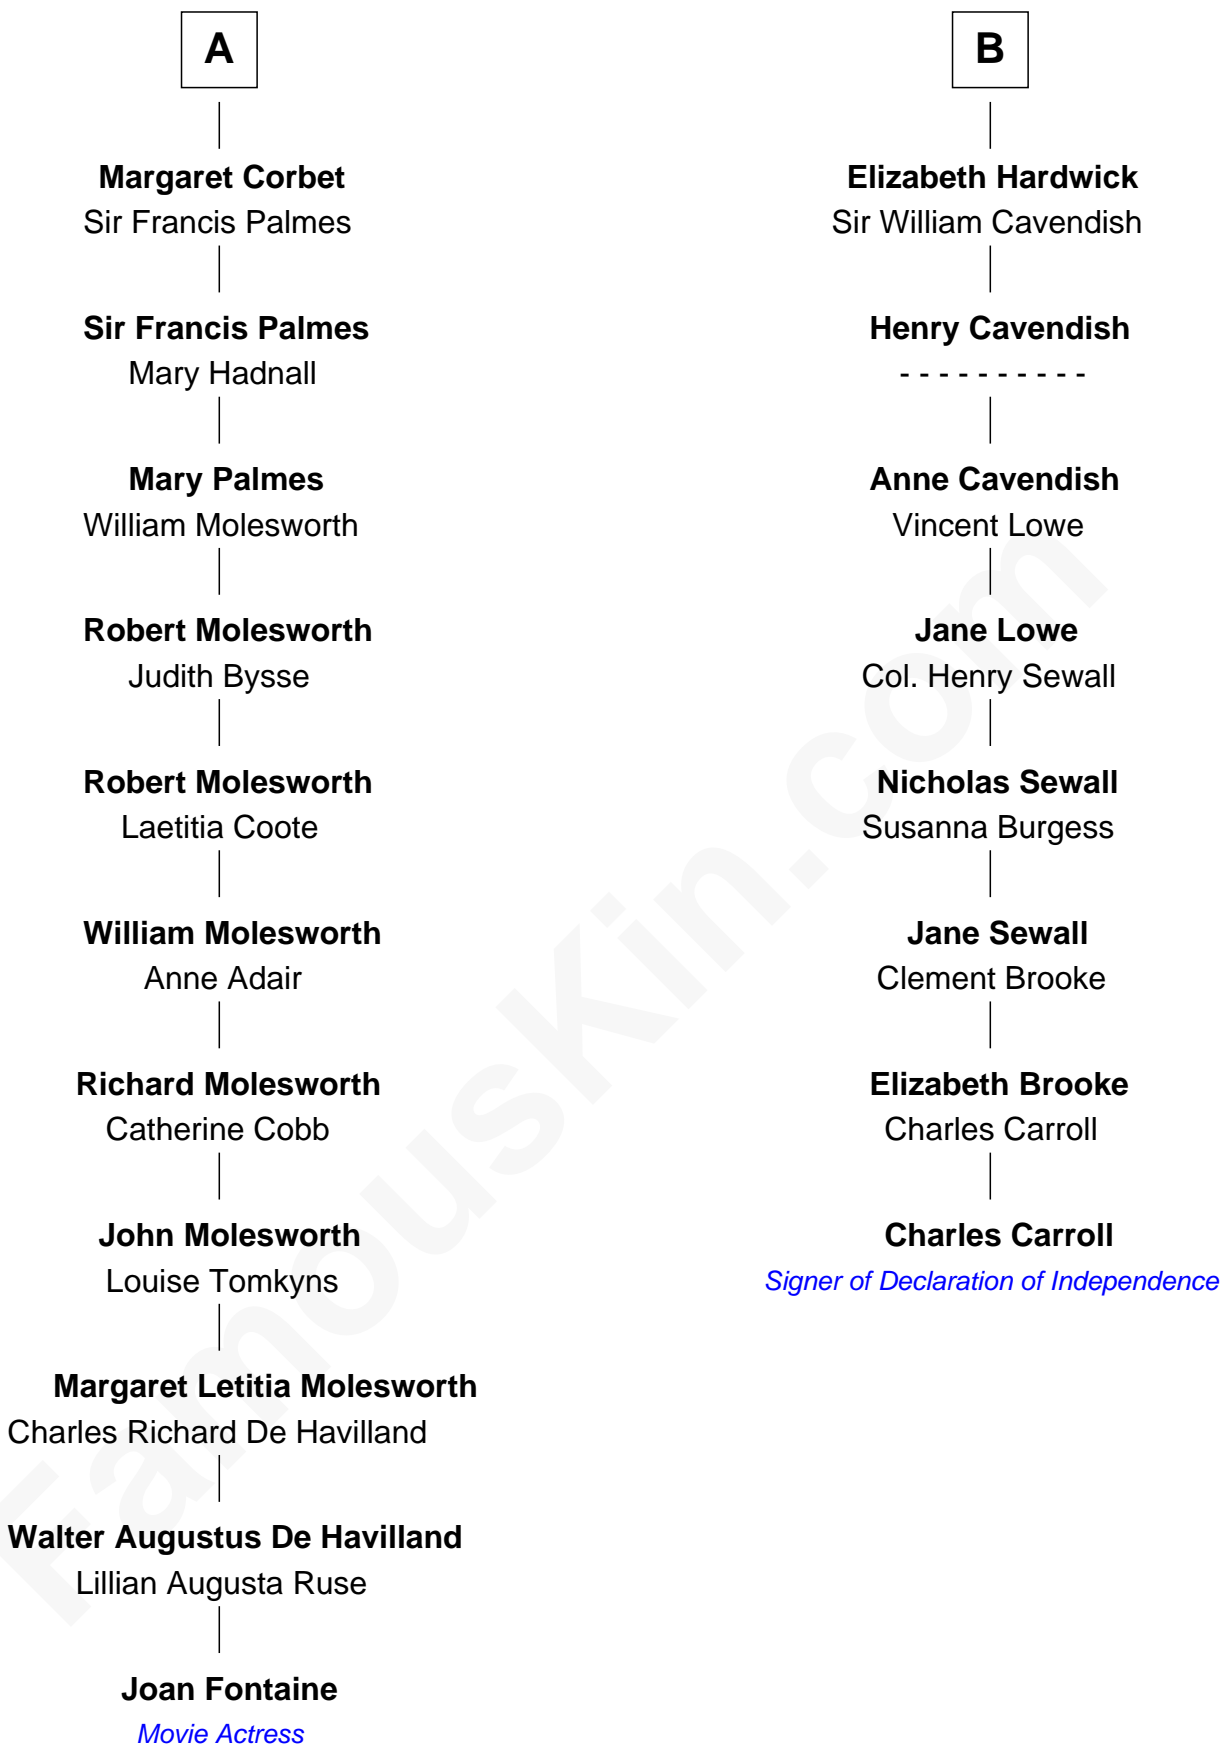 A
Margaret Corbet
Sir Francis Palmes
Sir Francis Palmes
Mary Hadnall
Mary Palmes
William Molesworth
Robert Molesworth
Judith Bysse
Robert Molesworth
Laetitia Coote
William Molesworth
Anne Adair
Richard Molesworth
Catherine Cobb
John Molesworth
Louise Tomkyns
Margaret Letitia Molesworth
Charles Richard De Havilland
Walter Augustus De Havilland
Lillian Augusta Ruse
Joan Fontaine
Movie Actress
B
Elizabeth Hardwick
Sir William Cavendish
Henry Cavendish
- - - - - - - - - -
Anne Cavendish
Vincent Lowe
Jane Lowe
Col. Henry Sewall
Nicholas Sewall
Susanna Burgess
Jane Sewall
Clement Brooke
Elizabeth Brooke
Charles Carroll
Charles Carroll
Signer of Declaration of Independence
FamousKin.com